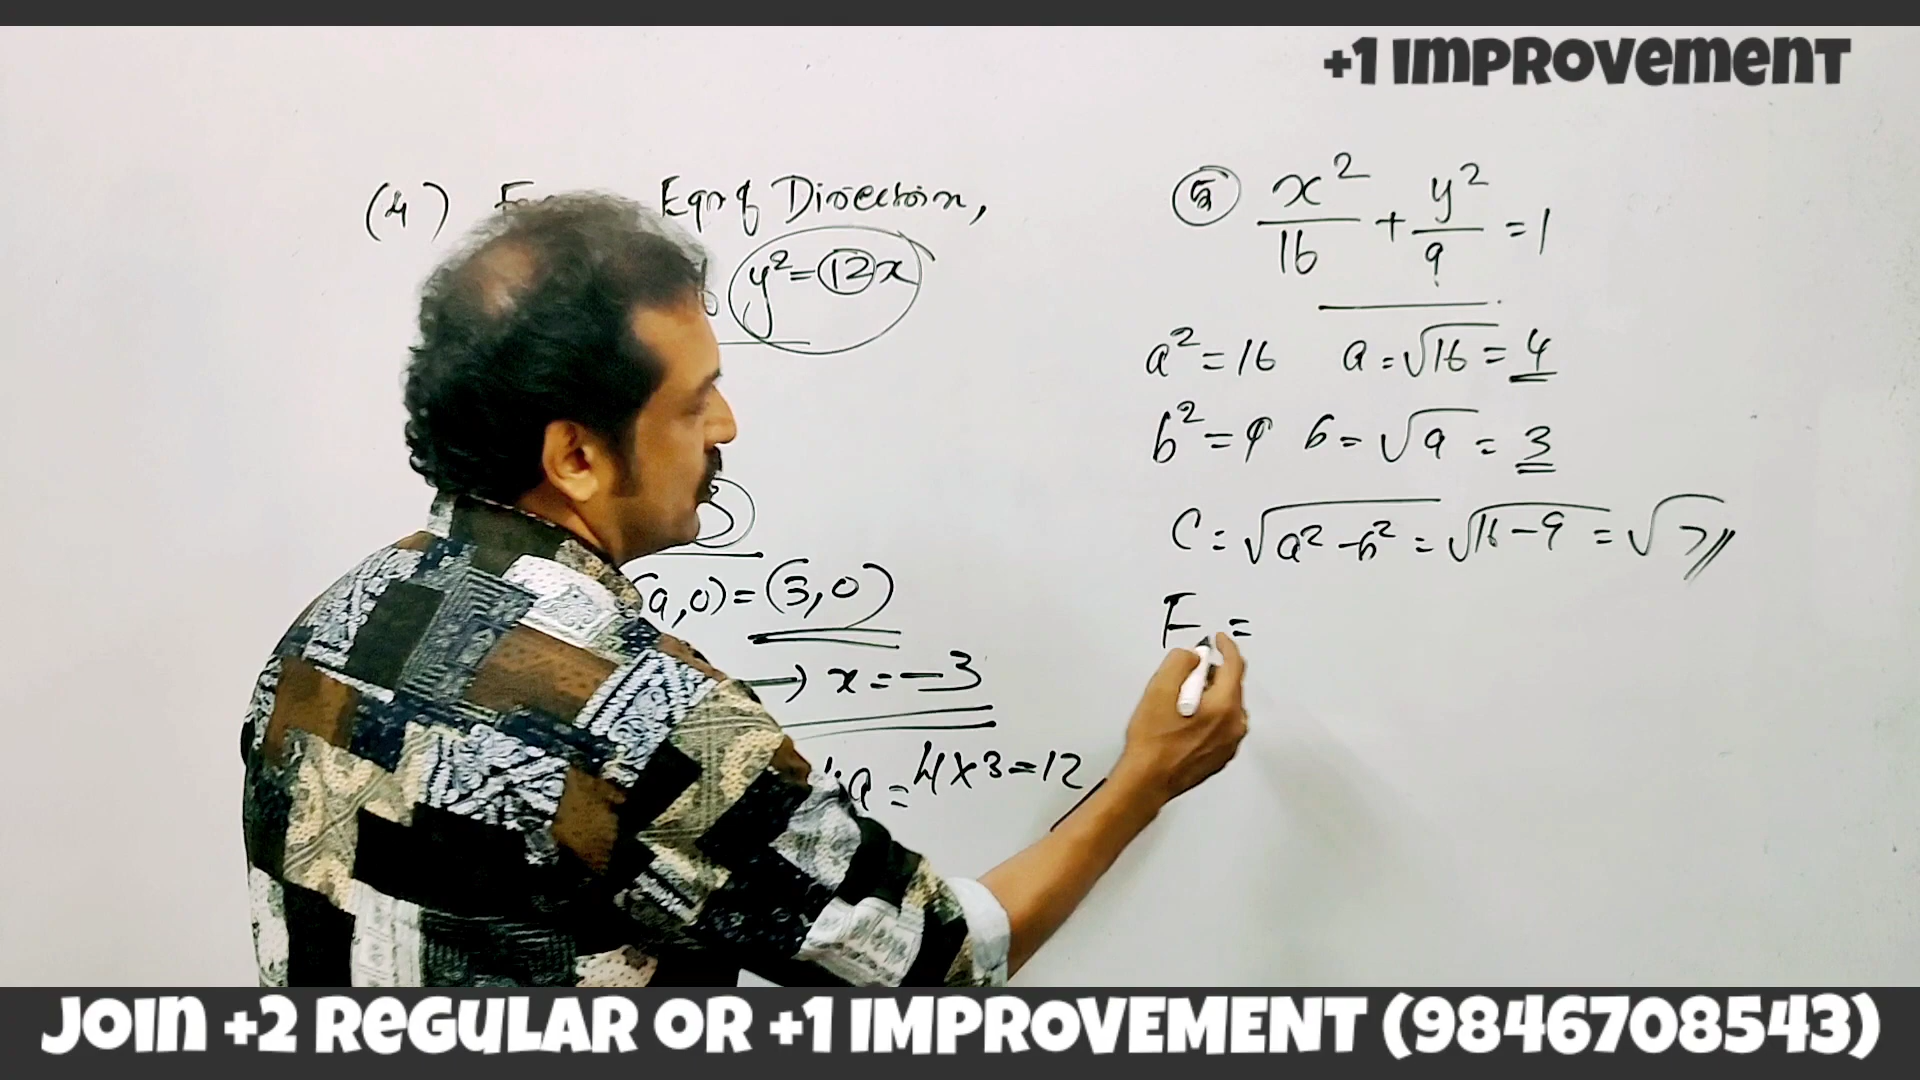 +1 IMPROVEMENT
(4) Eqn of Direction,
y² = 12x
3
(a,0) = (3,0)
→ x = -3
a = 4 x 3 = 12
5 x²/16 + y²/9 = 1
a² = 16 a = √16 = 4
b² = 9 b = √9 = 3
C = √a² - b² = √16 - 9 = √7
F =
JOIN +2 REGULAR OR +1 IMPROVEMENT (9846708543)